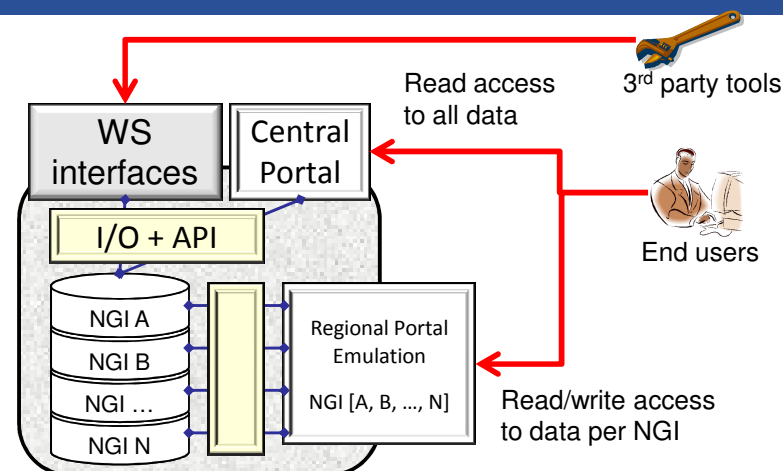 3rd party tools
Read access
to all data
WS
interfaces
Central
Portal
I/O + API
End users
NGI A
NGI B
NGI …
NGI N
Regional Portal
Emulation
NGI [A, B, …, N]
Read/write access
to data per NGI